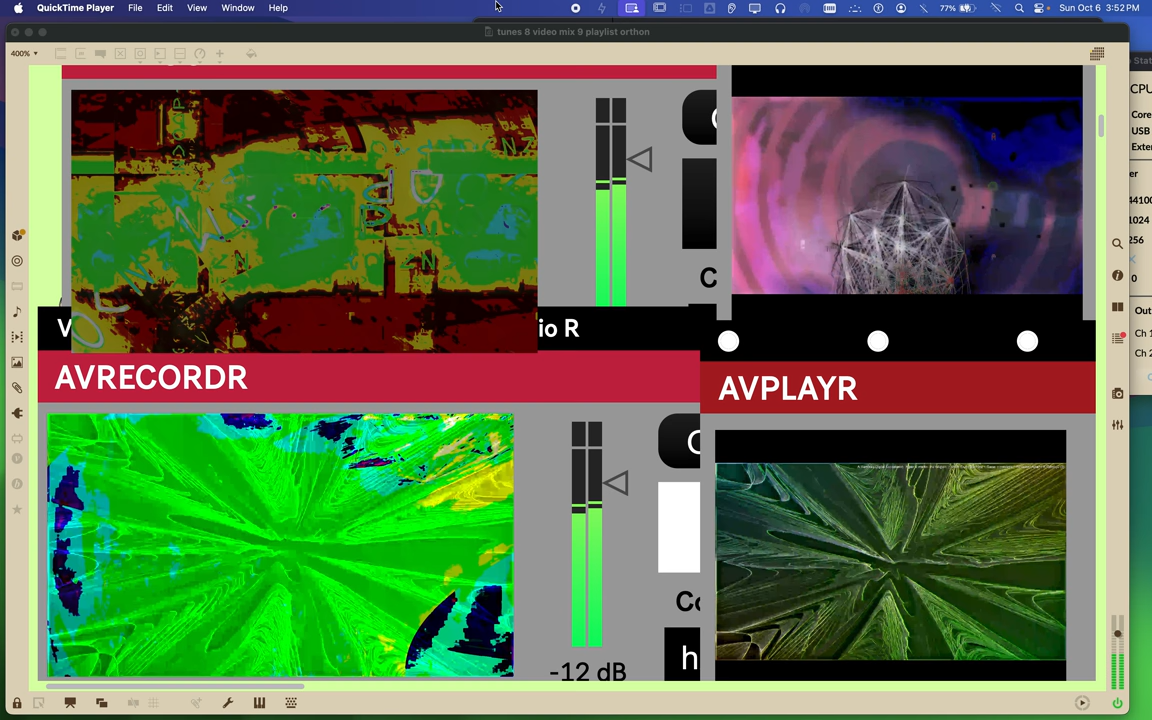 QuickTime Player File Edit View Window Help
77% Sun Oct 6 3:52 PM
tunes 8 video mix 9 playlist orthon
400%
Stat
CPU
Core
USB
Exter
er
44100
1024
256
0
Out
Ch 1
Ch 2
C
V
io R
AVRECORDR
AVPLAYR
C
Co
h
-12 dB